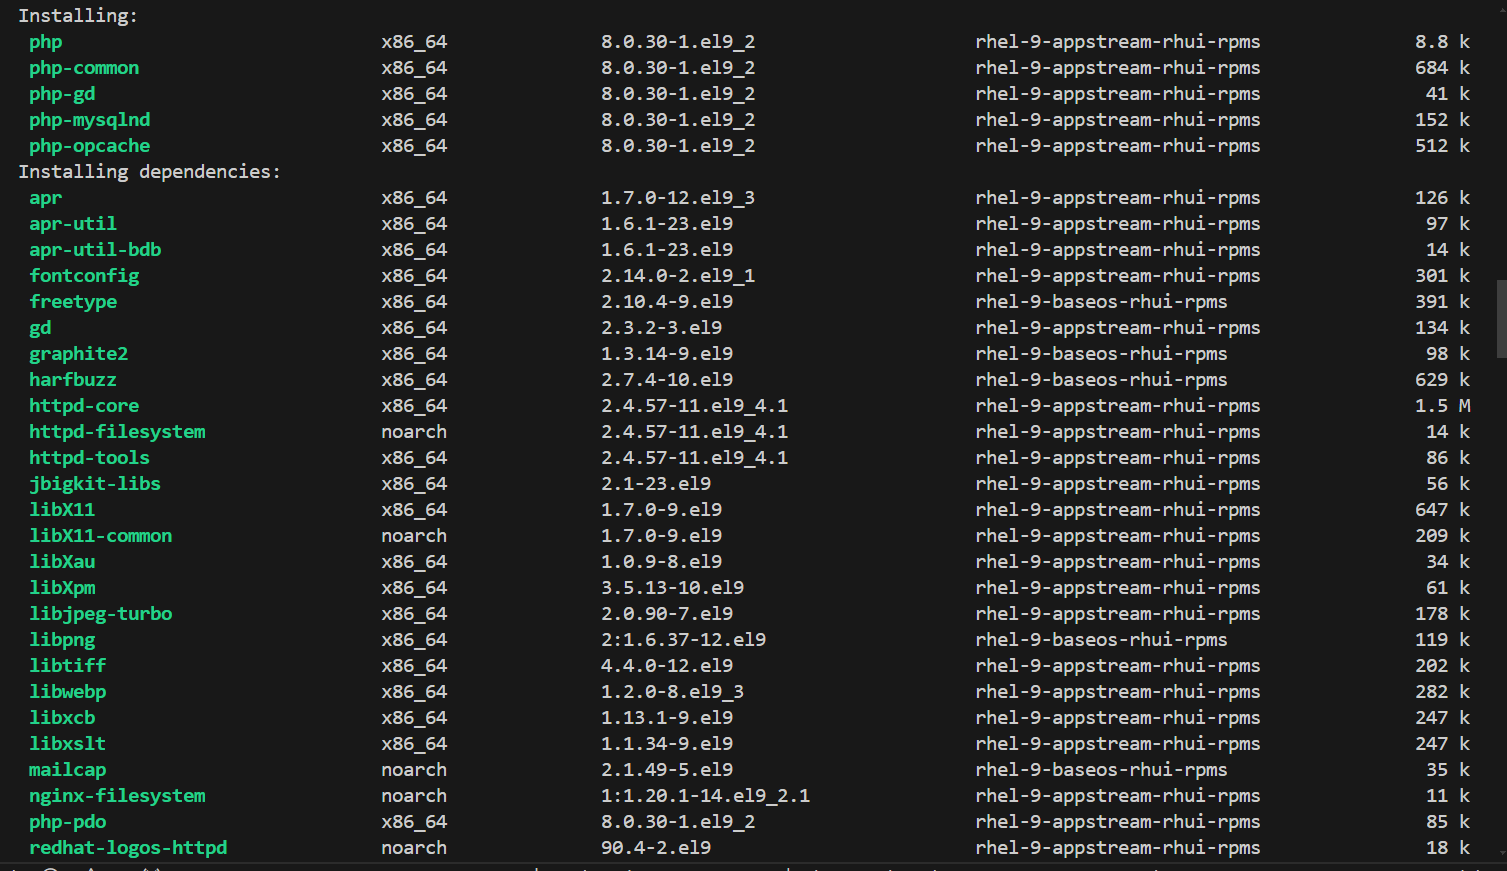 Installing:
php x86_64 8.0.30-1.el9_2 rhel-9-appstream-rhui-rpms 8.8 k
php-common x86_64 8.0.30-1.el9_2 rhel-9-appstream-rhui-rpms 684 k
php-gd x86_64 8.0.30-1.el9_2 rhel-9-appstream-rhui-rpms 41 k
php-mysqlnd x86_64 8.0.30-1.el9_2 rhel-9-appstream-rhui-rpms 152 k
php-opcache x86_64 8.0.30-1.el9_2 rhel-9-appstream-rhui-rpms 512 k
Installing dependencies:
apr x86_64 1.7.0-12.el9_3 rhel-9-appstream-rhui-rpms 126 k
apr-util x86_64 1.6.1-23.el9 rhel-9-appstream-rhui-rpms 97 k
apr-util-bdb x86_64 1.6.1-23.el9 rhel-9-appstream-rhui-rpms 14 k
fontconfig x86_64 2.14.0-2.el9_1 rhel-9-appstream-rhui-rpms 301 k
freetype x86_64 2.10.4-9.el9 rhel-9-baseos-rhui-rpms 391 k
gd x86_64 2.3.2-3.el9 rhel-9-appstream-rhui-rpms 134 k
graphite2 x86_64 1.3.14-9.el9 rhel-9-baseos-rhui-rpms 98 k
harfbuzz x86_64 2.7.4-10.el9 rhel-9-baseos-rhui-rpms 629 k
httpd-core x86_64 2.4.57-11.el9_4.1 rhel-9-appstream-rhui-rpms 1.5 M
httpd-filesystem noarch 2.4.57-11.el9_4.1 rhel-9-appstream-rhui-rpms 14 k
httpd-tools x86_64 2.4.57-11.el9_4.1 rhel-9-appstream-rhui-rpms 86 k
jbigkit-libs x86_64 2.1-23.el9 rhel-9-appstream-rhui-rpms 56 k
libX11 x86_64 1.7.0-9.el9 rhel-9-appstream-rhui-rpms 647 k
libX11-common noarch 1.7.0-9.el9 rhel-9-appstream-rhui-rpms 209 k
libXau x86_64 1.0.9-8.el9 rhel-9-appstream-rhui-rpms 34 k
libXpm x86_64 3.5.13-10.el9 rhel-9-appstream-rhui-rpms 61 k
libjpeg-turbo x86_64 2.0.90-7.el9 rhel-9-appstream-rhui-rpms 178 k
libpng x86_64 2:1.6.37-12.el9 rhel-9-baseos-rhui-rpms 119 k
libtiff x86_64 4.4.0-12.el9 rhel-9-appstream-rhui-rpms 202 k
libwebp x86_64 1.2.0-8.el9_3 rhel-9-appstream-rhui-rpms 282 k
libxcb x86_64 1.13.1-9.el9 rhel-9-appstream-rhui-rpms 247 k
libxslt x86_64 1.1.34-9.el9 rhel-9-appstream-rhui-rpms 247 k
mailcap noarch 2.1.49-5.el9 rhel-9-baseos-rhui-rpms 35 k
nginx-filesystem noarch 1:1.20.1-14.el9_2.1 rhel-9-appstream-rhui-rpms 11 k
php-pdo x86_64 8.0.30-1.el9_2 rhel-9-appstream-rhui-rpms 85 k
redhat-logos-httpd noarch 90.4-2.el9 rhel-9-appstream-rhui-rpms 18 k